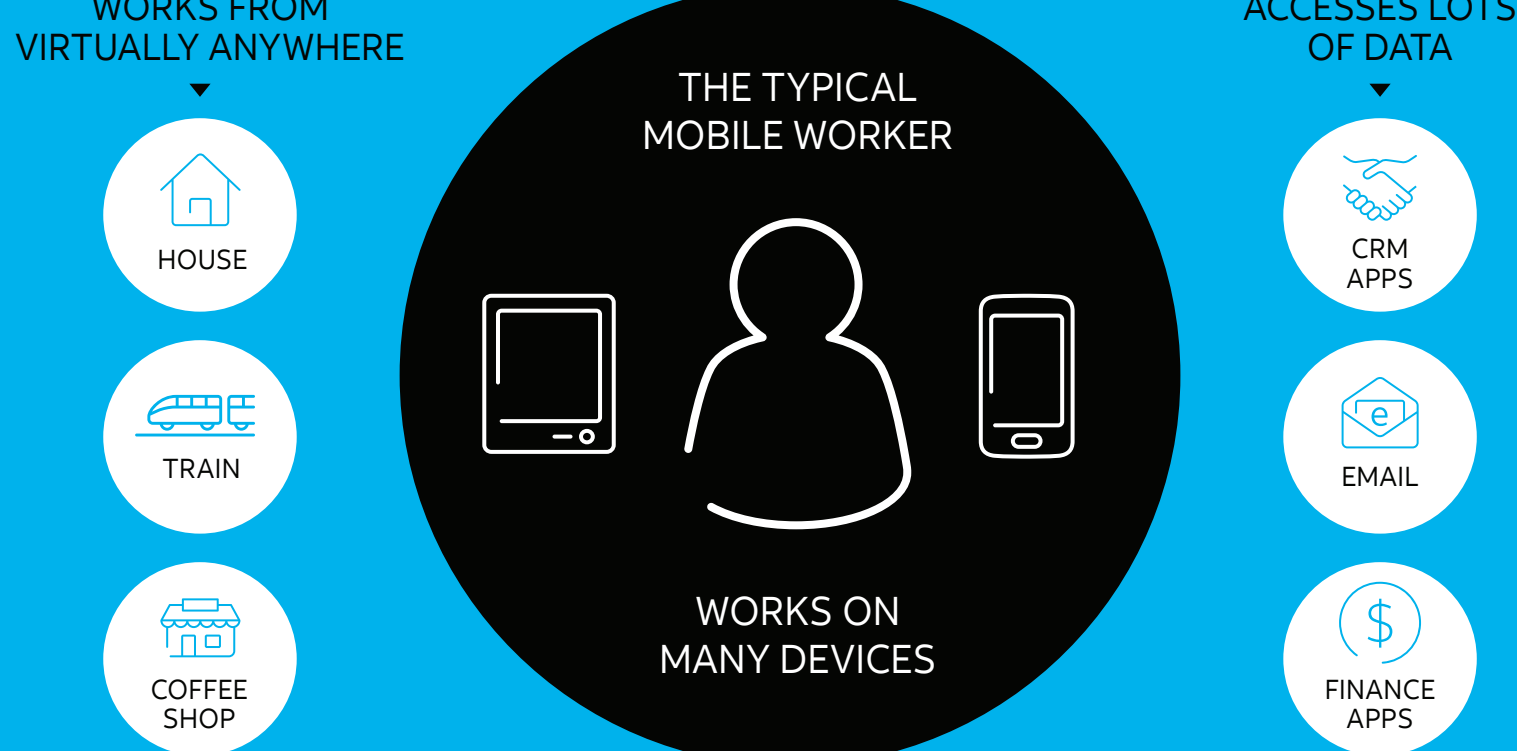 WORKS FROM
VIRTUALLY ANYWHERE
HOUSE
TRAIN
COFFEE
SHOP
THE TYPICAL
MOBILE WORKER
WORKS ON
MANY DEVICES
ACCESSES LOTS
OF DATA
CRM
APPS
e
EMAIL
$
FINANCE
APPS